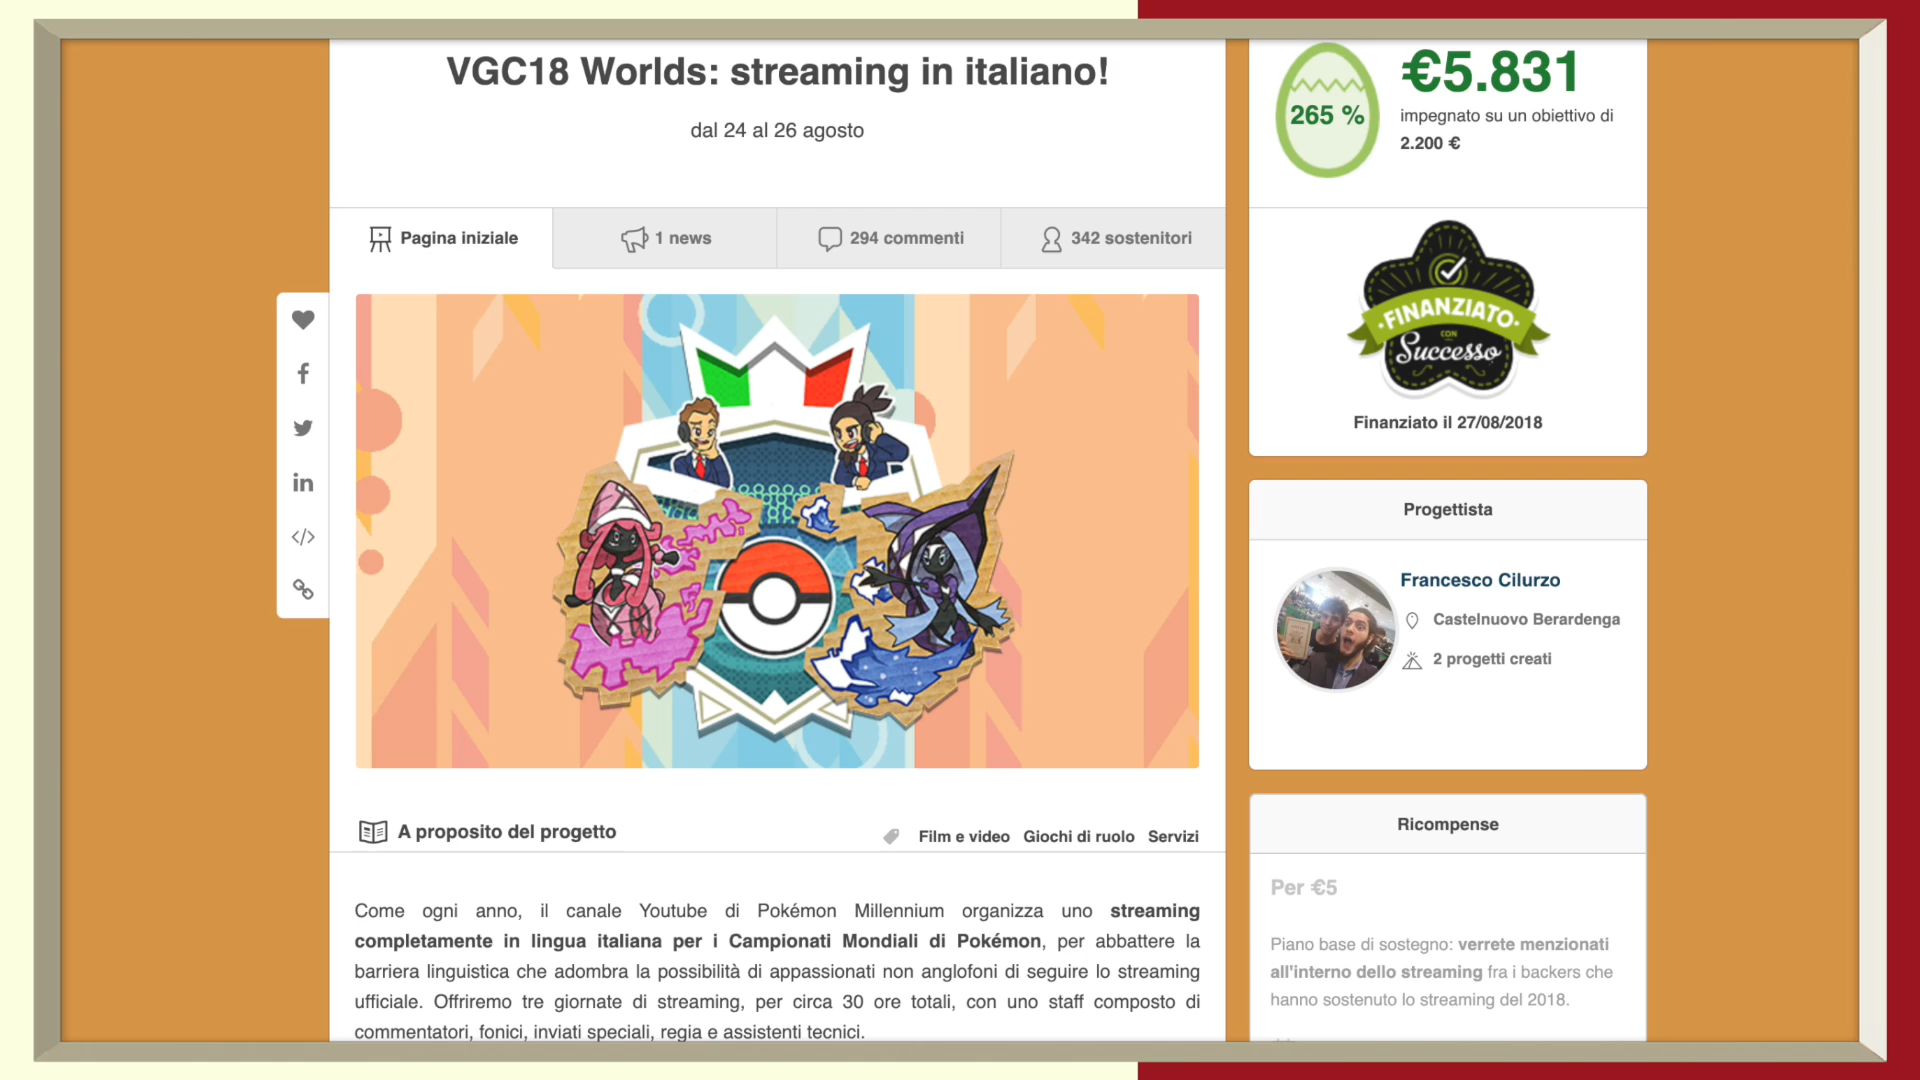 VGC18 Worlds: streaming in italiano!
dal 24 al 26 agosto
Pagina iniziale
1 news
294 commenti
342 sostenitori
A proposito del progetto
Film e video Giochi di ruolo Servizi
Come ogni anno, il canale Youtube di Pokémon Millennium organizza uno streaming
completamente in lingua italiana per i Campionati Mondiali di Pokémon, per abbattere la
barriera linguistica che adombra la possibilità di appassionati non anglofoni di seguire lo streaming
ufficiale. Offriremo tre giornate di streaming, per circa 30 ore totali, con uno staff composto di
commentatori, fonici, inviati speciali, regia e assistenti tecnici.
265 %
€5.831
impegnato su un obiettivo di
2.200 €
FINANZIATO
CON
Successo
Finanziato il 27/08/2018
Progettista
Francesco Cilurzo
Castelnuovo Berardenga
2 progetti creati
Ricompense
Per €5
Piano base di sostegno: verrete menzionati
all'interno dello streaming fra i backers che
hanno sostenuto lo streaming del 2018.